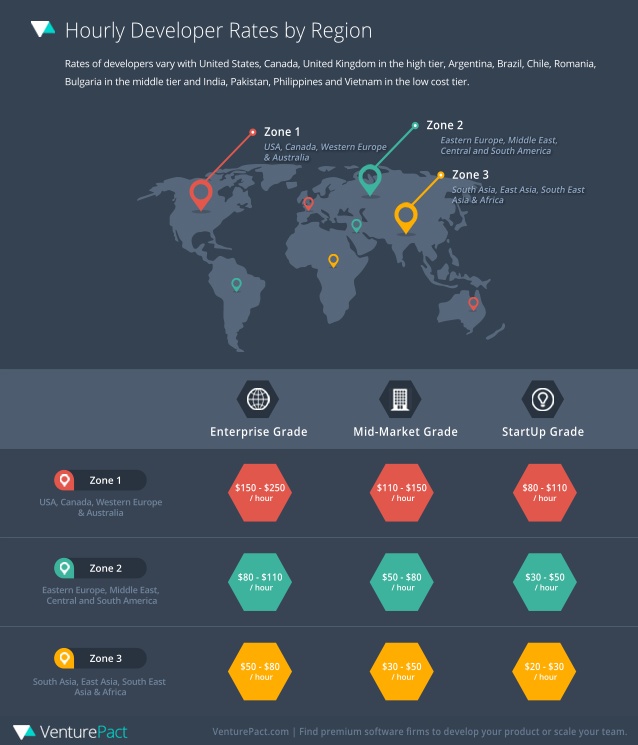 Hourly Developer Rates by Region
Rates of developers vary with United States, Canada, United Kingdom in the high tier, Argentina, Brazil, Chile, Romania,
Bulgaria in the middle tier and India, Pakistan, Philippines and Vietnam in the low cost tier.
Zone 1
USA, Canada, Western Europe
& Australia
Zone 2
Eastern Europe, Middle East,
Central and South America
Zone 3
South Asia, East Asia, South East
Asia & Africa
Enterprise Grade
Mid-Market Grade
StartUp Grade
Zone 1
USA, Canada, Western Europe
& Australia
$150 - $250
/ hour
$110 - $150
/ hour
$80 - $110
/ hour
Zone 2
Eastern Europe, Middle East,
Central and South America
$80 - $110
/ hour
$50 - $80
/ hour
$30 - $50
/ hour
Zone 3
South Asia, East Asia, South East
Asia & Africa
$50 - $80
/ hour
$30 - $50
/ hour
$20 - $30
/ hour
VenturePact
VenturePact.com | Find premium software firms to develop your product or scale your team.